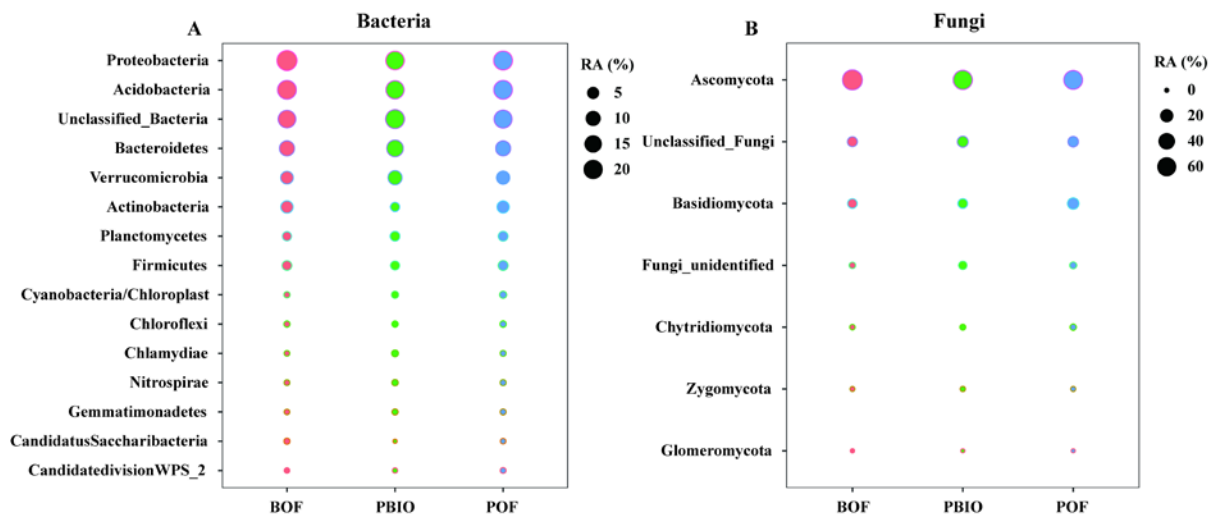 A
Bacteria
Proteobacteria
Acidobacteria
Unclassified_Bacteria
Bacteroidetes
Verrucomicrobia
Actinobacteria
Planctomycetes
Firmicutes
Cyanobacteria/Chloroplast
Chloroflexi
Chlamydiae
Nitrospirae
Gemmatimonadetes
CandidatusSaccharibacteria
CandidatedivisionWPS_2
BOF PBIO POF
RA (%)
5
10
15
20
B
Fungi
Ascomycota
Unclassified_Fungi
Basidiomycota
Fungi_unidentified
Chytridiomycota
Zygomycota
Glomeromycota
BOF PBIO POF
RA (%)
0
20
40
60